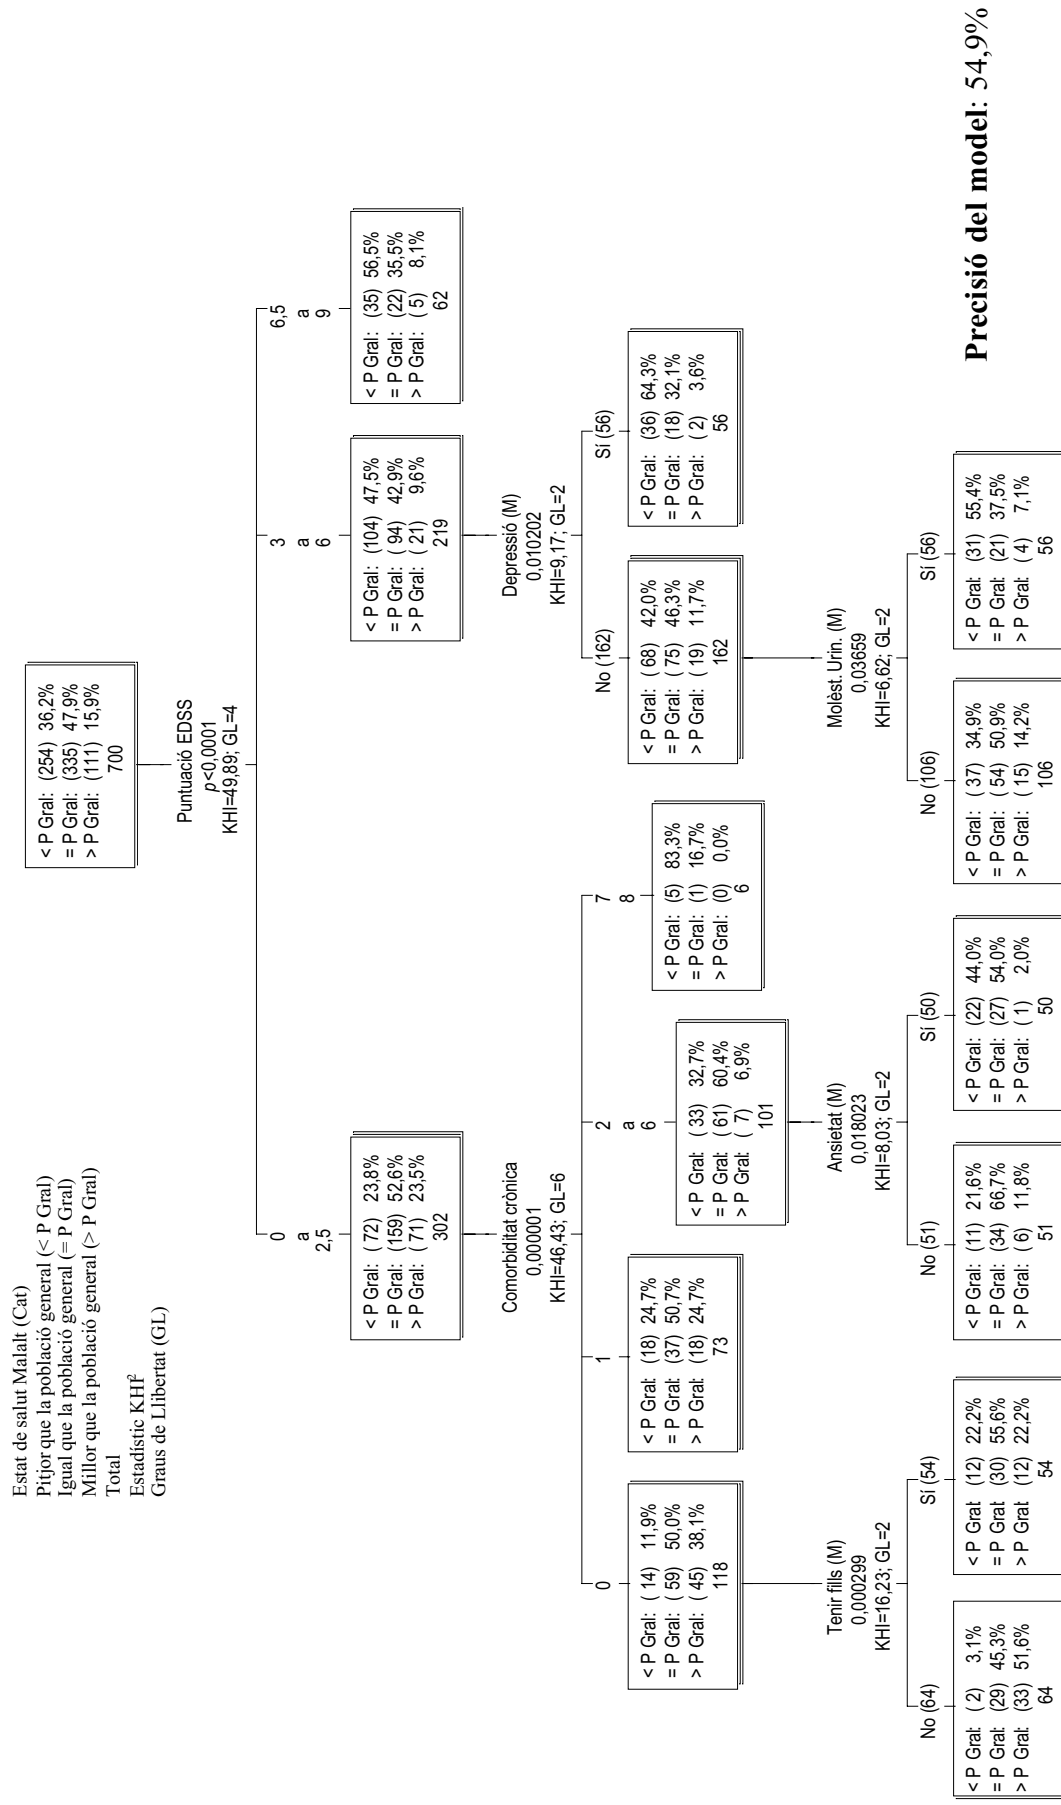 Estat de salut Malalt (Cat)
Pitjor que la població general (< P Gral)
Igual que la població general (= P Gral)
Millor que la població general (> P Gral)
Total
Estadístic KHI²
Graus de Llibertat (GL)
< P Gral: (254) 36,2%
= P Gral: (335) 47,9%
> P Gral: (111) 15,9%
700
Puntuació EDSS
p<0,0001
KHI=49,89; GL=4
0
a
2,5
< P Gral: ( 72) 23,8%
= P Gral: (159) 52,6%
> P Gral: ( 71) 23,5%
302
3
a
6
< P Gral: (104) 47,5%
= P Gral: ( 94) 42,9%
> P Gral: ( 21) 9,6%
219
6,5
a
9
< P Gral: (35) 56,5%
= P Gral: (22) 35,5%
> P Gral: ( 5) 8,1%
62
Comorbiditat crònica
0,000001
KHI=46,43; GL=6
Depressió (M)
0,010202
KHI=9,17; GL=2
0
< P Gral: ( 14) 11,9%
= P Gral: ( 59) 50,0%
> P Gral: ( 45) 38,1%
118
1
< P Gral: (18) 24,7%
= P Gral: (37) 50,7%
> P Gral: (18) 24,7%
73
2
a
6
< P Gral: ( 33) 32,7%
= P Gral: ( 61) 60,4%
> P Gral: ( 7) 6,9%
101
7
8
< P Gral: (5) 83,3%
= P Gral: (1) 16,7%
> P Gral: (0) 0,0%
6
No (162)
< P Gral: ( 68) 42,0%
= P Gral: ( 75) 46,3%
> P Gral: ( 19) 11,7%
162
Sí (56)
< P Gral: (36) 64,3%
= P Gral: (18) 32,1%
> P Gral: ( 2) 3,6%
56
Tenir fills (M)
0,000299
KHI=16,23; GL=2
Ansietat (M)
0,018023
KHI=8,03; GL=2
Molèst. Urin. (M)
0,03659
KHI=6,62; GL=2
No (64)
< P Gral: ( 2) 3,1%
= P Gral: (29) 45,3%
> P Gral: (33) 51,6%
64
Sí (54)
< P Gral: (12) 22,2%
= P Gral: (30) 55,6%
> P Gral: (12) 22,2%
54
No (51)
< P Gral: (11) 21,6%
= P Gral: (34) 66,7%
> P Gral: ( 6) 11,8%
51
Sí (50)
< P Gral: (22) 44,0%
= P Gral: (27) 54,0%
> P Gral: ( 1) 2,0%
50
No (106)
< P Gral: ( 37) 34,9%
= P Gral: ( 54) 50,9%
> P Gral: ( 15) 14,2%
106
Sí (56)
< P Gral: (31) 55,4%
= P Gral: (21) 37,5%
> P Gral: ( 4) 7,1%
56
Precisió del model: 54,9%